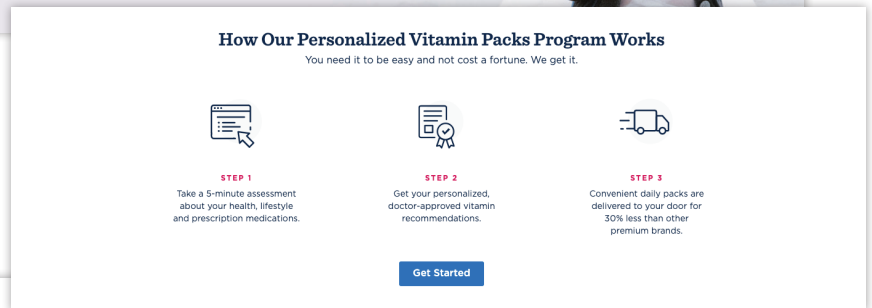 How Our Personalized Vitamin Packs Program Works
You need it to be easy and not cost a fortune. We get it.
STEP 1
Take a 5-minute assessment
about your health, lifestyle
and prescription medications.
STEP 2
Get your personalized,
doctor-approved vitamin
recommendations.
STEP 3
Convenient daily packs are
delivered to your door for
30% less than other
premium brands.
Get Started